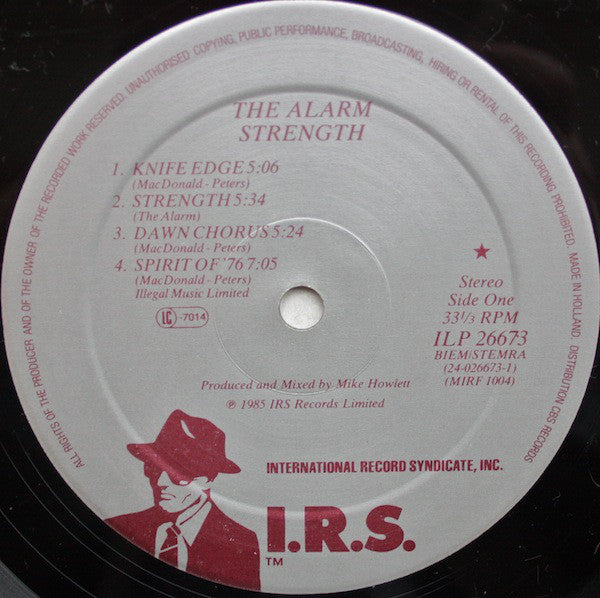 ALL RIGHTS OF THE PRODUCER AND OF THE OWNER OF THE RECORDED WORK RESERVED. UNAUTHORISED COPYING, PUBLIC PERFORMANCE, BROADCASTING, HIRING OR RENTAL OF THIS RECORDING PROHIBITED. MADE IN HOLLAND. DISTRIBUTION CBS RECORDS
THE ALARM
STRENGTH
1. KNIFE EDGE 5:06
(MacDonald - Peters)
2. STRENGTH 5:34
(The Alarm)
3. DAWN CHORUS 5:24
(MacDonald - Peters)
4. SPIRIT OF '76 7:05
(MacDonald - Peters)
Illegal Music Limited
LC -7014
Stereo
Side One
33 1/3 RPM
ILP 26673
BIEM/STEMRA
(24-026673-1)
(MIRF 1004)
Produced and Mixed by Mike Howlett
℗ 1985 IRS Records Limited
INTERNATIONAL RECORD SYNDICATE, INC.
I.R.S.
TM